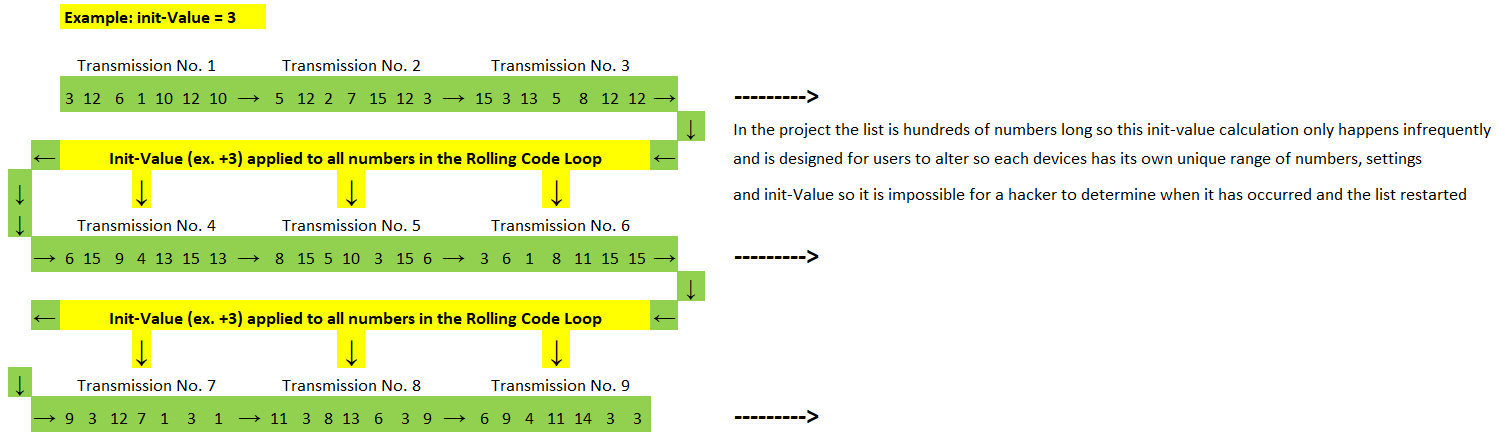 Example: init-Value = 3
Transmission No. 1 Transmission No. 2 Transmission No. 3
3 12 6 1 10 12 10 → 5 12 2 7 15 12 3 → 15 3 13 5 8 12 12 → --------->
↓ In the project the list is hundreds of numbers long so this init-value calculation only happens infrequently
← Init-Value (ex. +3) applied to all numbers in the Rolling Code Loop ← and is designed for users to alter so each devices has its own unique range of numbers, settings
↓ ↓ ↓ ↓ and init-Value so it is impossible for a hacker to determine when it has occurred and the list restarted
↓ Transmission No. 4 Transmission No. 5 Transmission No. 6
→ 6 15 9 4 13 15 13 → 8 15 5 10 3 15 6 → 3 6 1 8 11 15 15 → --------->
↓
← Init-Value (ex. +3) applied to all numbers in the Rolling Code Loop ←
↓ ↓ ↓
↓ Transmission No. 7 Transmission No. 8 Transmission No. 9
→ 9 3 12 7 1 3 1 → 11 3 8 13 6 3 9 → 6 9 4 11 14 3 3 --------->